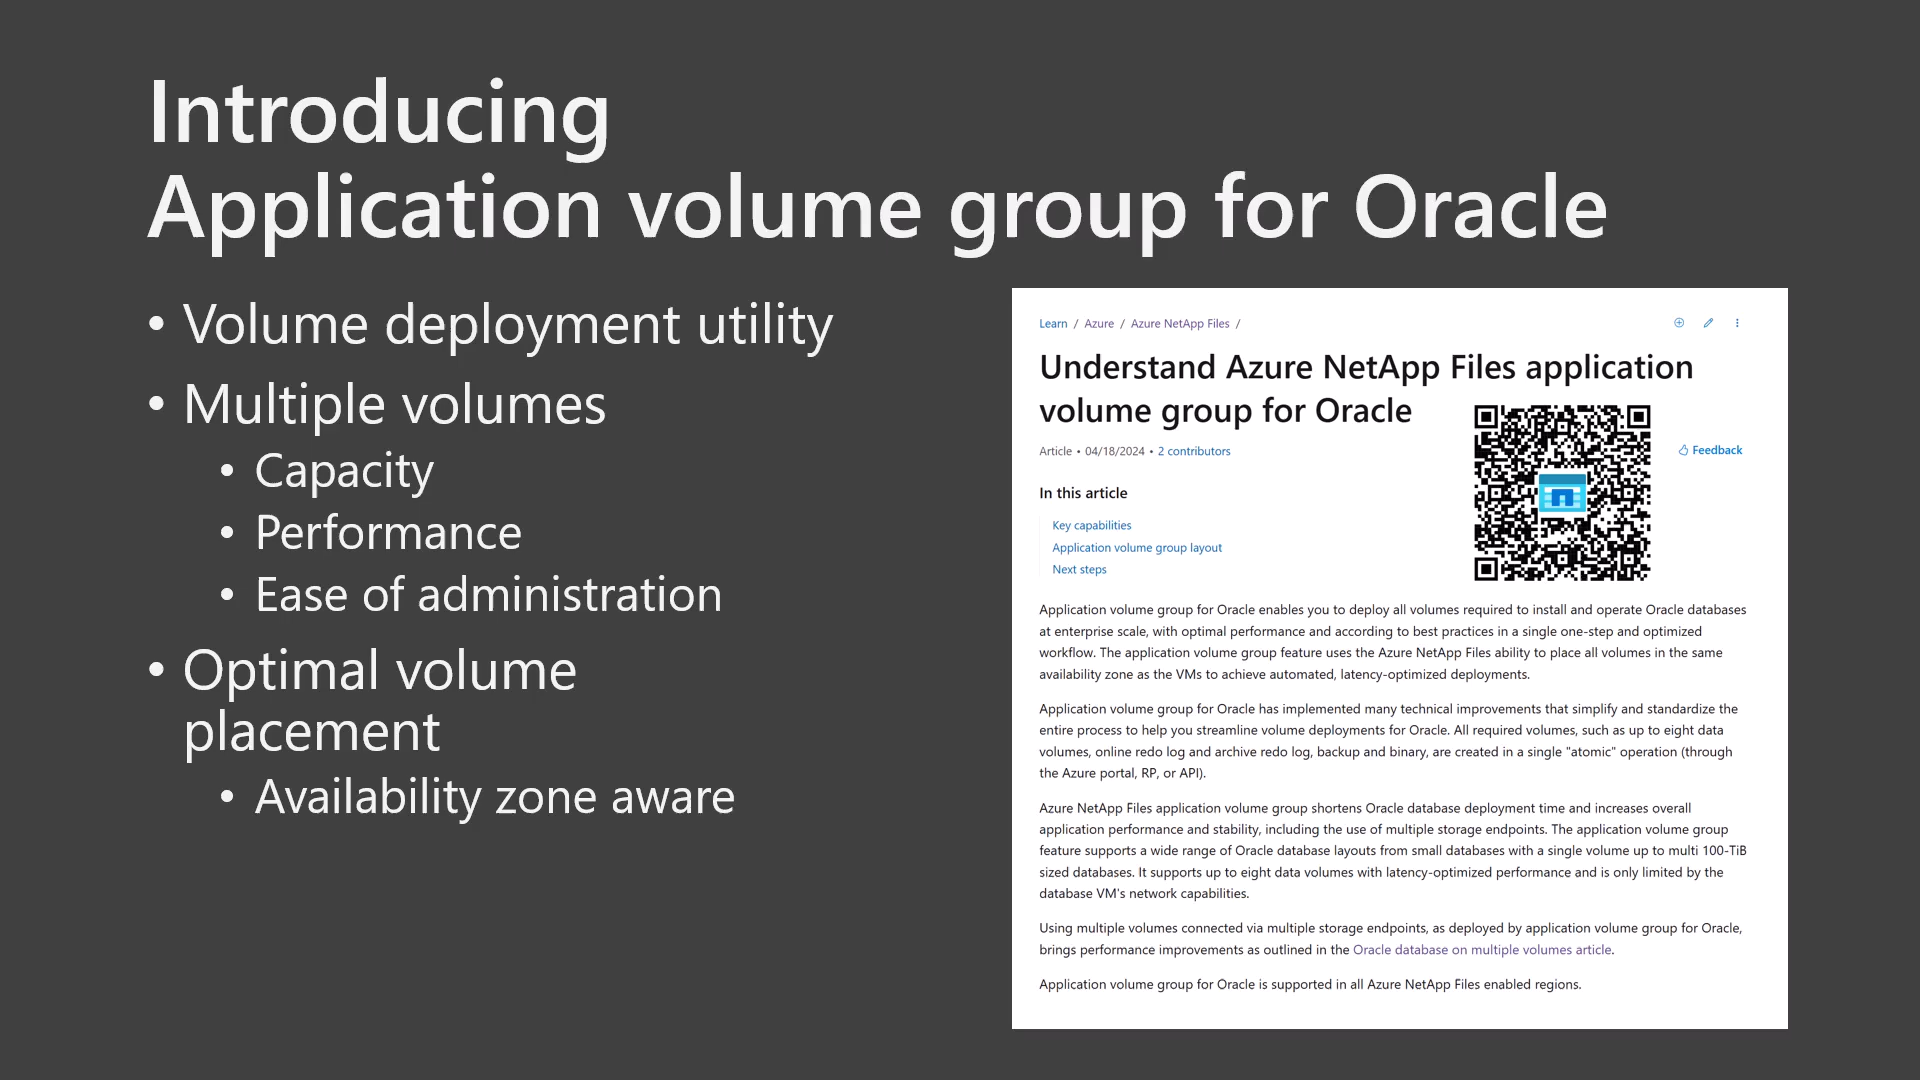 Introducing
Application volume group for Oracle
• Volume deployment utility
• Multiple volumes
• Capacity
• Performance
• Ease of administration
• Optimal volume
placement
• Availability zone aware
Learn / Azure / Azure NetApp Files /
Understand Azure NetApp Files application
volume group for Oracle
Article • 04/18/2024 • 2 contributors
Feedback
In this article
Key capabilities
Application volume group layout
Next steps
Application volume group for Oracle enables you to deploy all volumes required to install and operate Oracle databases
at enterprise scale, with optimal performance and according to best practices in a single one-step and optimized
workflow. The application volume group feature uses the Azure NetApp Files ability to place all volumes in the same
availability zone as the VMs to achieve automated, latency-optimized deployments.
Application volume group for Oracle has implemented many technical improvements that simplify and standardize the
entire process to help you streamline volume deployments for Oracle. All required volumes, such as up to eight data
volumes, online redo log and archive redo log, backup and binary, are created in a single "atomic" operation (through
the Azure portal, RP, or API).
Azure NetApp Files application volume group shortens Oracle database deployment time and increases overall
application performance and stability, including the use of multiple storage endpoints. The application volume group
feature supports a wide range of Oracle database layouts from small databases with a single volume up to multi 100-TiB
sized databases. It supports up to eight data volumes with latency-optimized performance and is only limited by the
database VM's network capabilities.
Using multiple volumes connected via multiple storage endpoints, as deployed by application volume group for Oracle,
brings performance improvements as outlined in the Oracle database on multiple volumes article.
Application volume group for Oracle is supported in all Azure NetApp Files enabled regions.